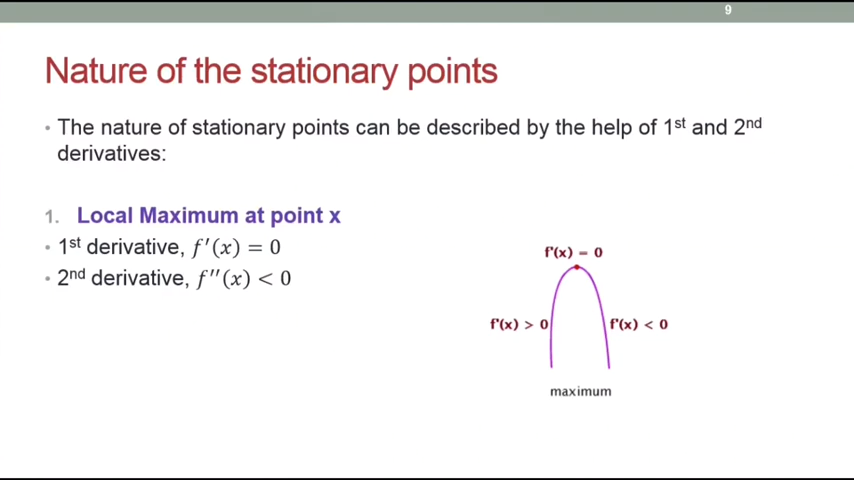 9
Nature of the stationary points
• The nature of stationary points can be described by the help of 1st and 2nd
derivatives:
1. Local Maximum at point x
• 1st derivative, f′(x) = 0
• 2nd derivative, f″(x) < 0
f'(x) = 0
f'(x) > 0 f'(x) < 0
maximum